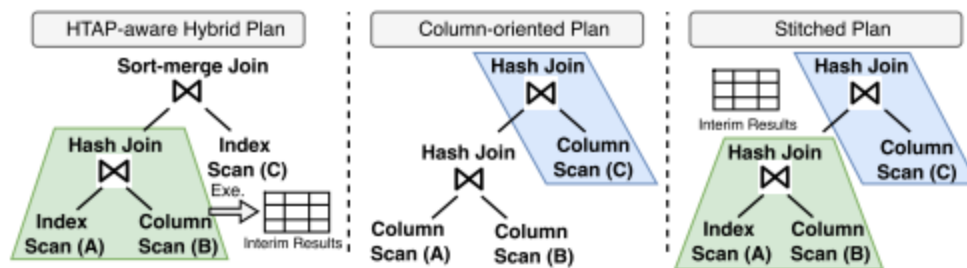 HTAP-aware Hybrid Plan
Sort-merge Join
Hash Join
Index
Scan (C)
Exe.
Index
Scan (A)
Column
Scan (B)
Interim Results
Column-oriented Plan
Hash Join
Column
Scan (C)
Hash Join
Column
Scan (A)
Column
Scan (B)
Stitched Plan
Hash Join
Interim Results
Column
Scan (C)
Hash Join
Index
Scan (A)
Column
Scan (B)